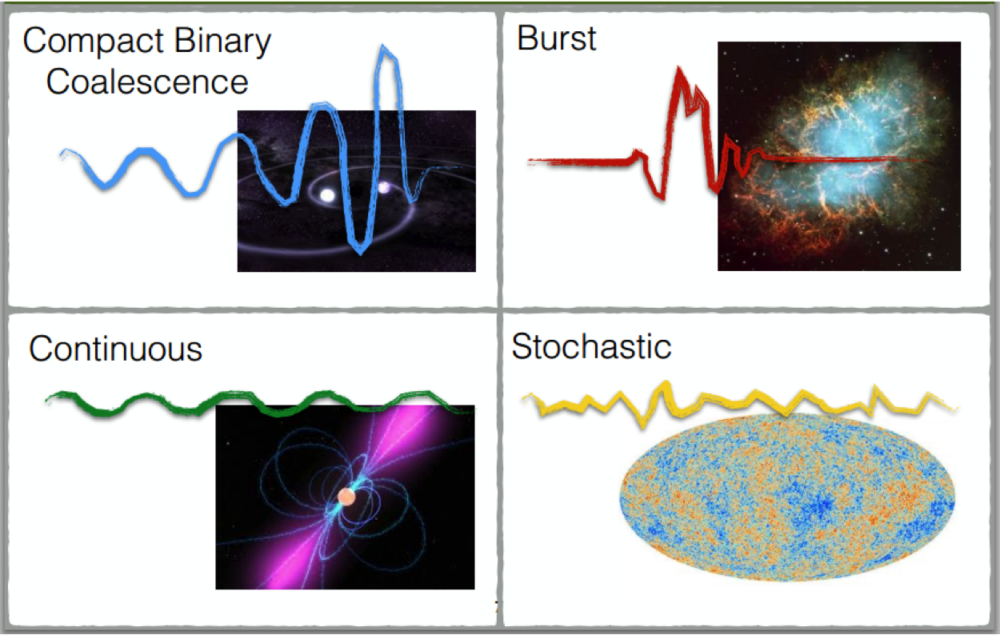 Compact Binary
Coalescence
Burst
Continuous
Stochastic